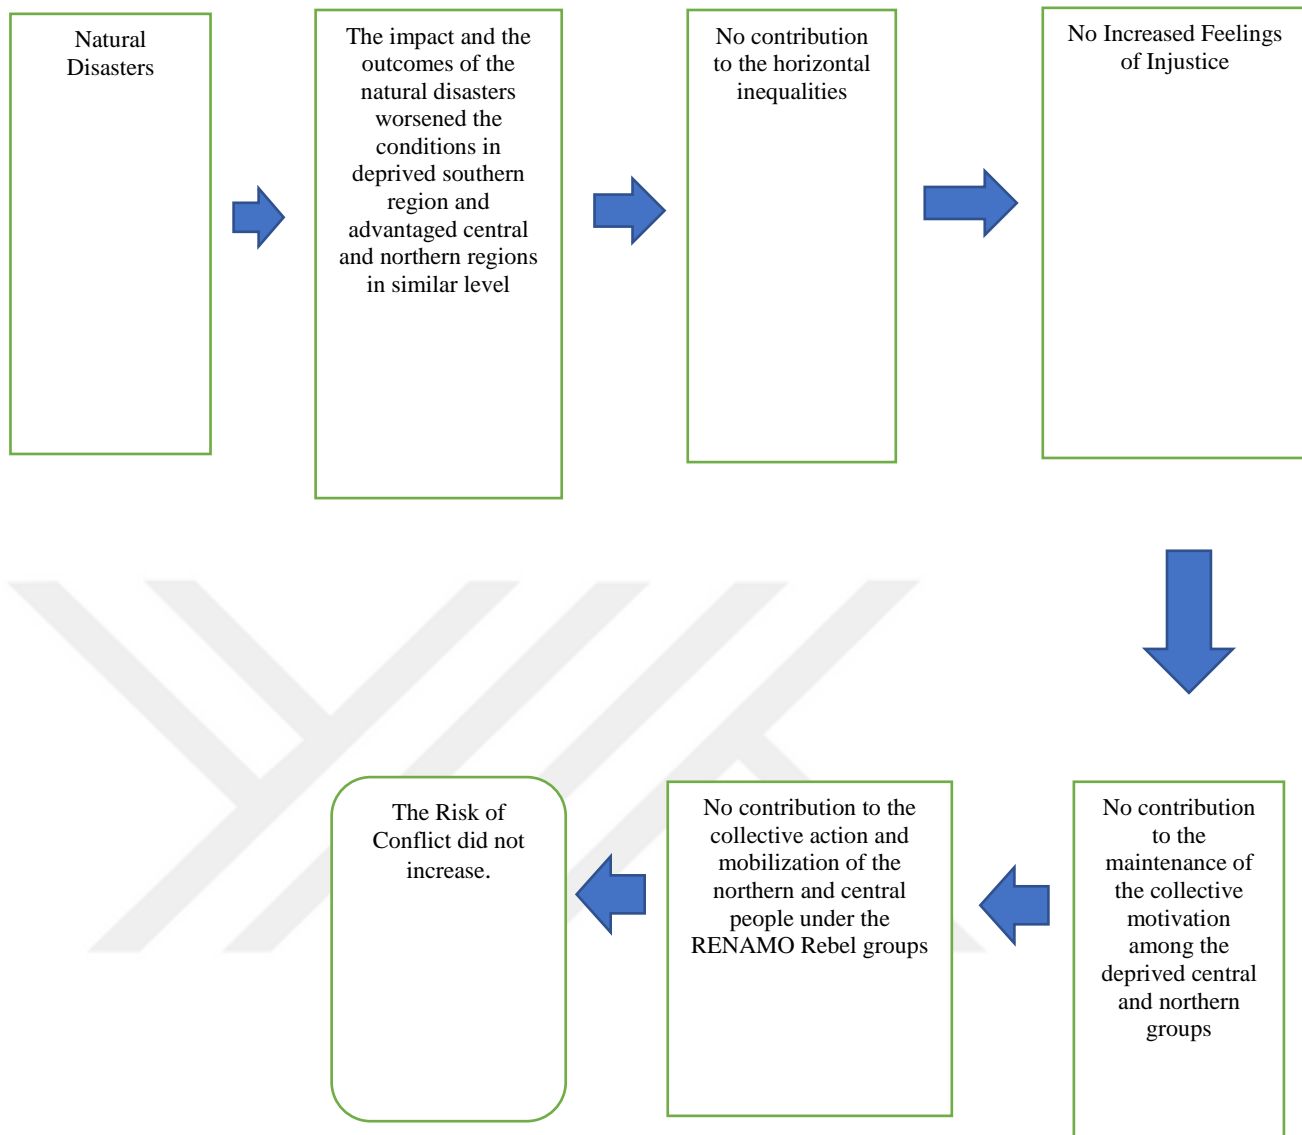 Natural
Disasters
The impact and the
outcomes of the
natural disasters
worsened the
conditions in
deprived southern
region and
advantaged central
and northern regions
in similar level
No contribution
to the horizontal
inequalities
No Increased Feelings
of Injustice
No contribution
to the
maintenance of
the collective
motivation
among the
deprived central
and northern
groups
No contribution to the
collective action and
mobilization of the
northern and central
people under the
RENAMO Rebel groups
The Risk of
Conflict did not
increase.